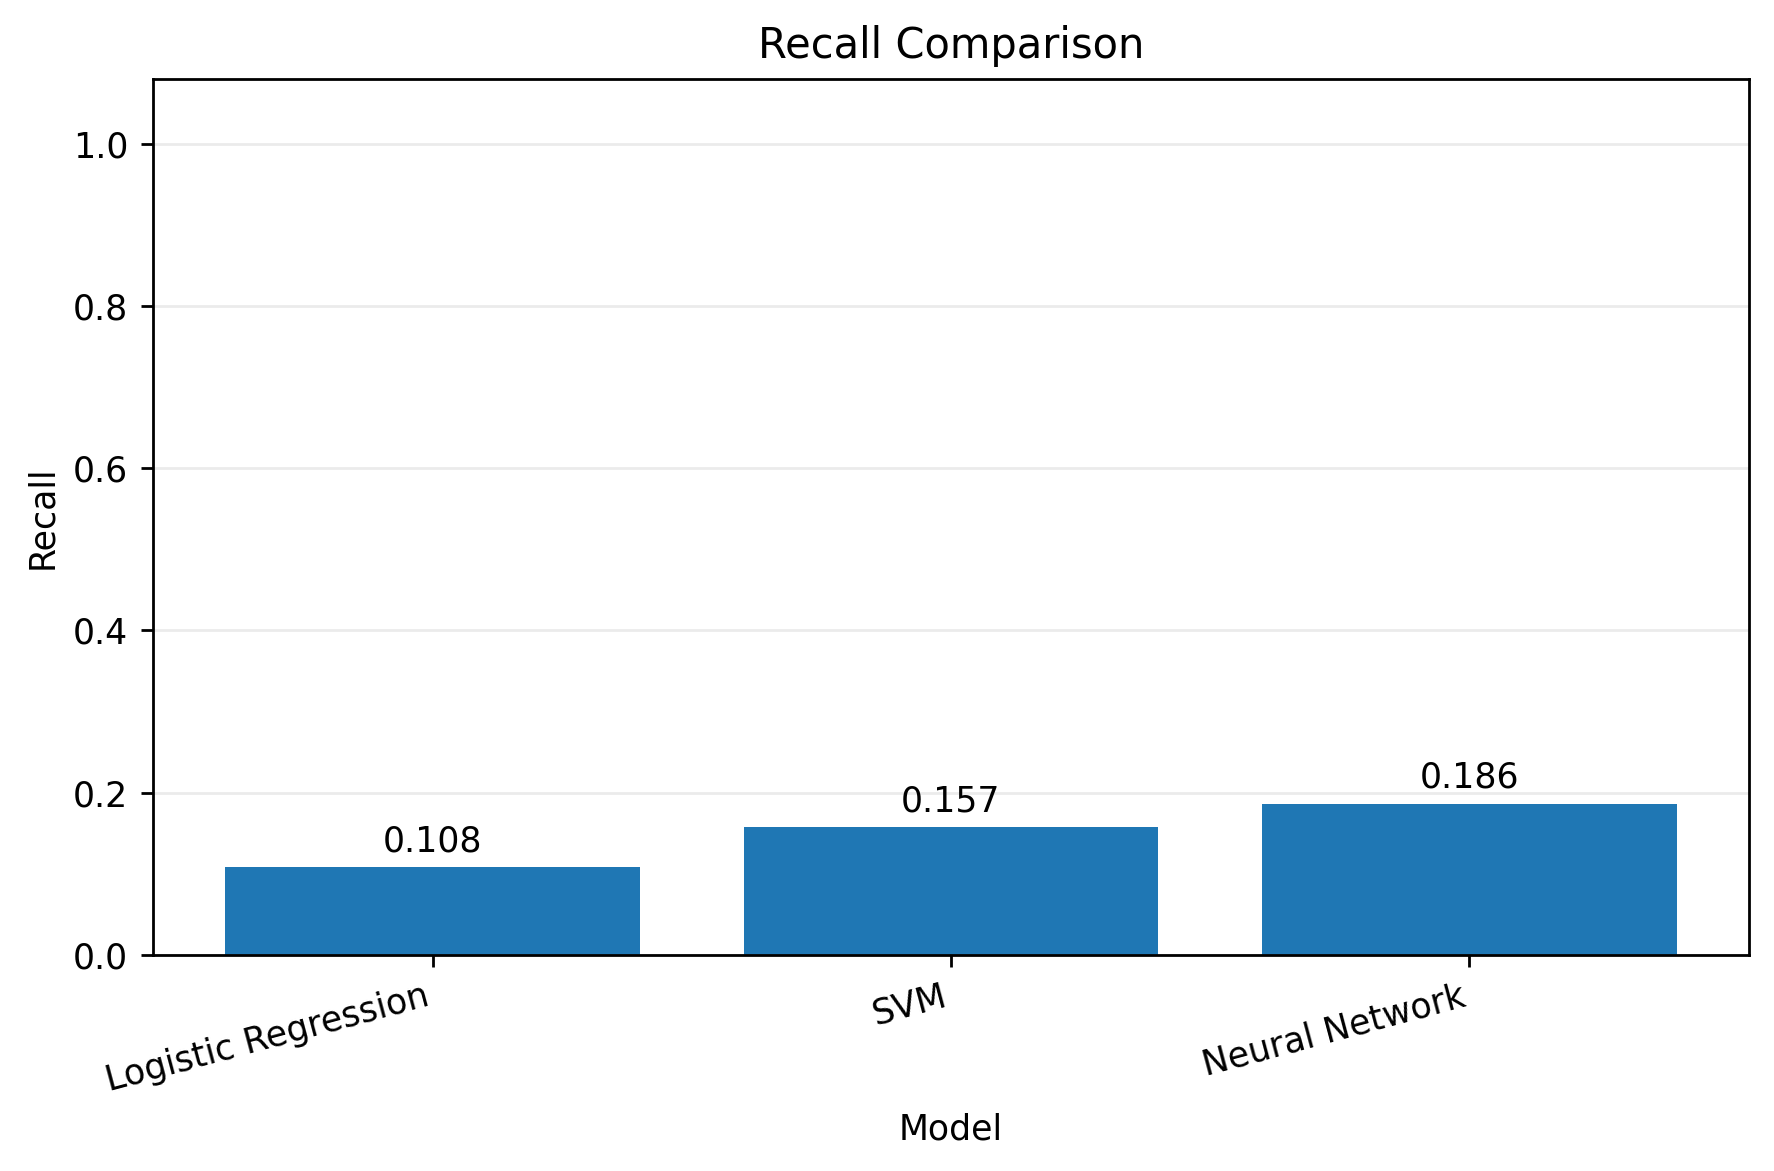 Recall Comparison
1.0
0.8
0.6
0.4
0.2
0.0
Recall
0.108
0.157
0.186
Logistic Regression
SVM
Neural Network
Model